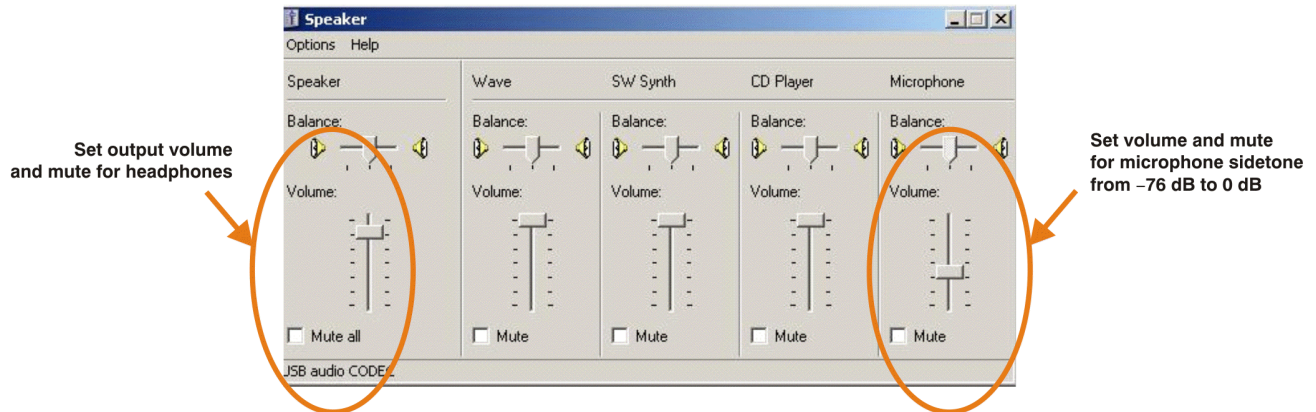 Speaker
Options Help
Speaker
Wave
SW Synth
CD Player
Microphone
Balance:
Balance:
Balance:
Balance:
Balance:
Set output volume
and mute for headphones
Set volume and mute
for microphone sidetone
from −76 dB to 0 dB
Volume:
Volume:
Volume:
Volume:
Volume:
Mute all
Mute
Mute
Mute
Mute
USB audio CODEC